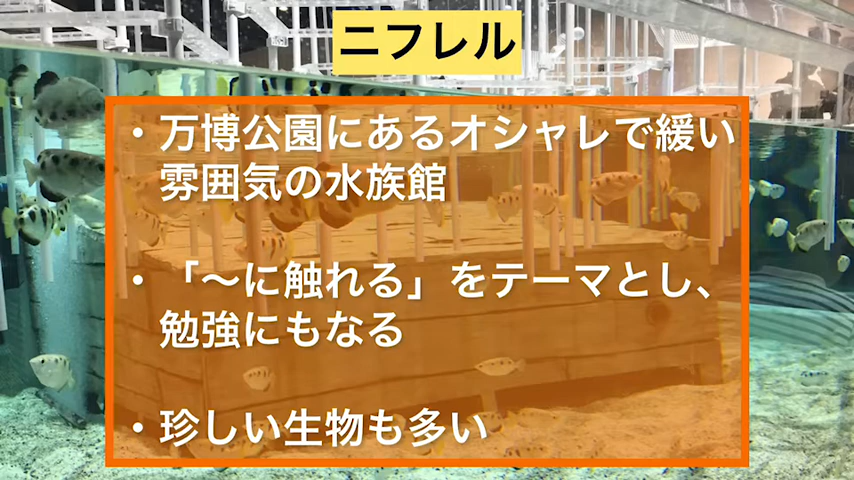 ニフレル
・万博公園にあるオシャレで緩い
雰囲気の水族館
・「～に触れる」をテーマとし、
勉強にもなる
・珍しい生物も多い